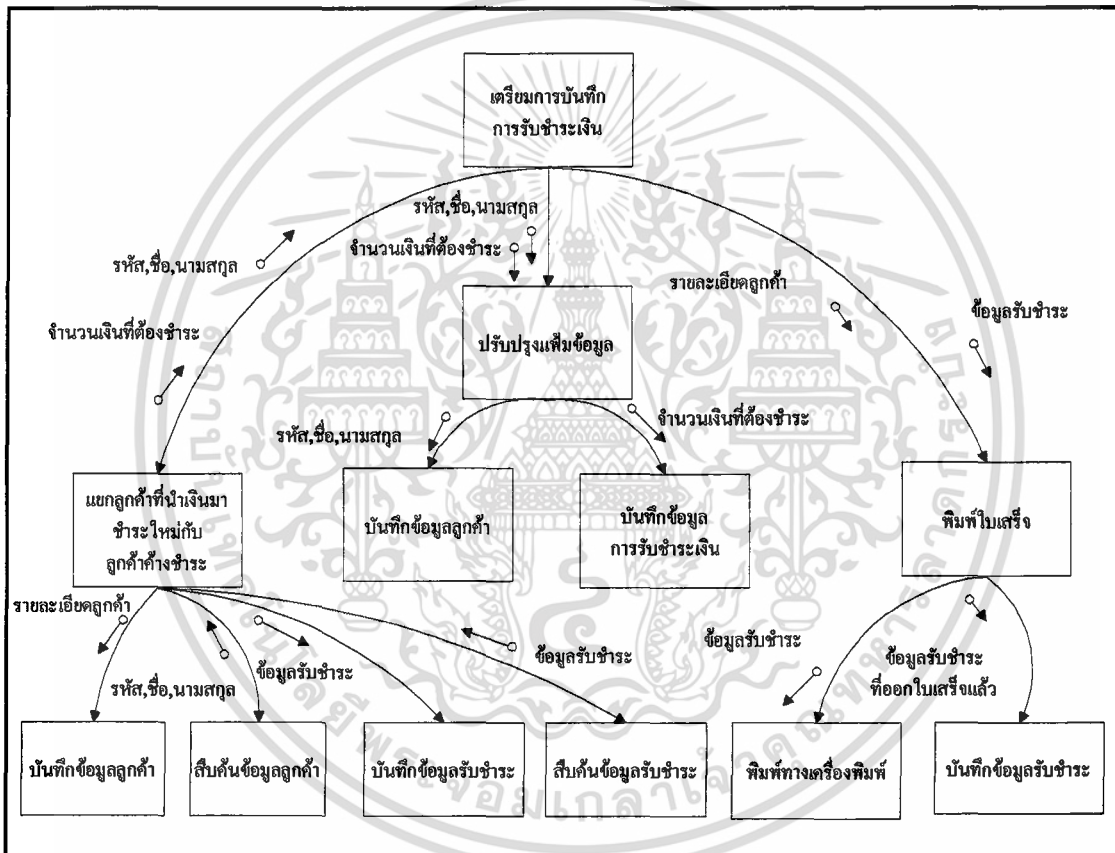 เตรียมการบันทึก
การรับชำระเงิน
รหัส,ชื่อ,นามสกุล
จำนวนเงินที่ต้องชำระ
รหัส,ชื่อ,นามสกุล
จำนวนเงินที่ต้องชำระ
รายละเอียดลูกค้า
ข้อมูลรับชำระ
ปรับปรุงแฟ้มข้อมูล
รหัส,ชื่อ,นามสกุล
จำนวนเงินที่ต้องชำระ
แยกลูกค้าที่นำเงินมา
ชำระใหม่กับ
ลูกค้าค้างชำระ
บันทึกข้อมูลลูกค้า
บันทึกข้อมูล
การรับชำระเงิน
พิมพ์ใบเสร็จ
รายละเอียดลูกค้า
รหัส,ชื่อ,นามสกุล
ข้อมูลรับชำระ
ข้อมูลรับชำระ
ข้อมูลรับชำระ
ข้อมูลรับชำระ
ที่ออกใบเสร็จแล้ว
บันทึกข้อมูลลูกค้า
สืบค้นข้อมูลลูกค้า
บันทึกข้อมูลรับชำระ
สืบค้นข้อมูลรับชำระ
พิมพ์ทางเครื่องพิมพ์
บันทึกข้อมูลรับชำระ